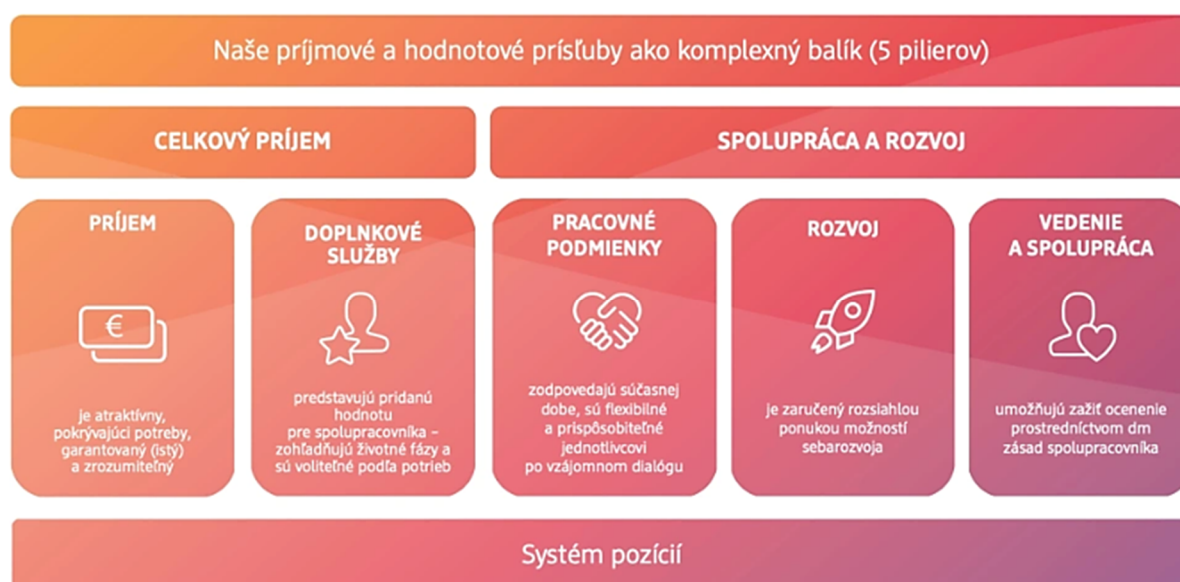 Naše príjmové a hodnotové prísľuby ako komplexný balík (5 pilierov)
CELKOVÝ PRÍJEM
SPOLUPRÁCA A ROZVOJ
PRÍJEM
€
je atraktívny,
pokrývajúci potreby,
garantovaný (istý)
a zrozumiteľný
DOPLNKOVÉ
SLUŽBY
predstavujú pridanú
hodnotu
pre spolupracovníka –
zohľadňujú životné fázy a
sú voliteľné podľa potrieb
PRACOVNÉ
PODMIENKY
zodpovedajú súčasnej
dobe, sú flexibilné
a prispôsobiteľné
jednotlivcovi
po vzájomnom dialógu
ROZVOJ
je zaručený rozsiahlou
ponukou možností
sebarozvoja
VEDENIE
A SPOLUPRÁCA
umožňujú zažiť ocenenie
prostredníctvom dm
zásad spolupracovníka
Systém pozícií